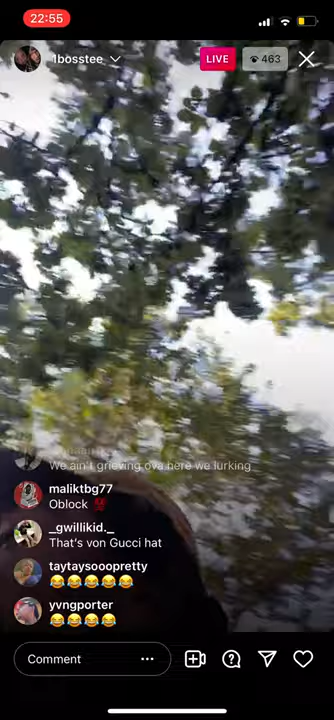 22:55
1bosstee
LIVE
463
We ain't grieving ova here we lurking
maliktbg77
Oblock
_gwillikid._
That's von Gucci hat
taytaysooopretty
yvngporter
Comment